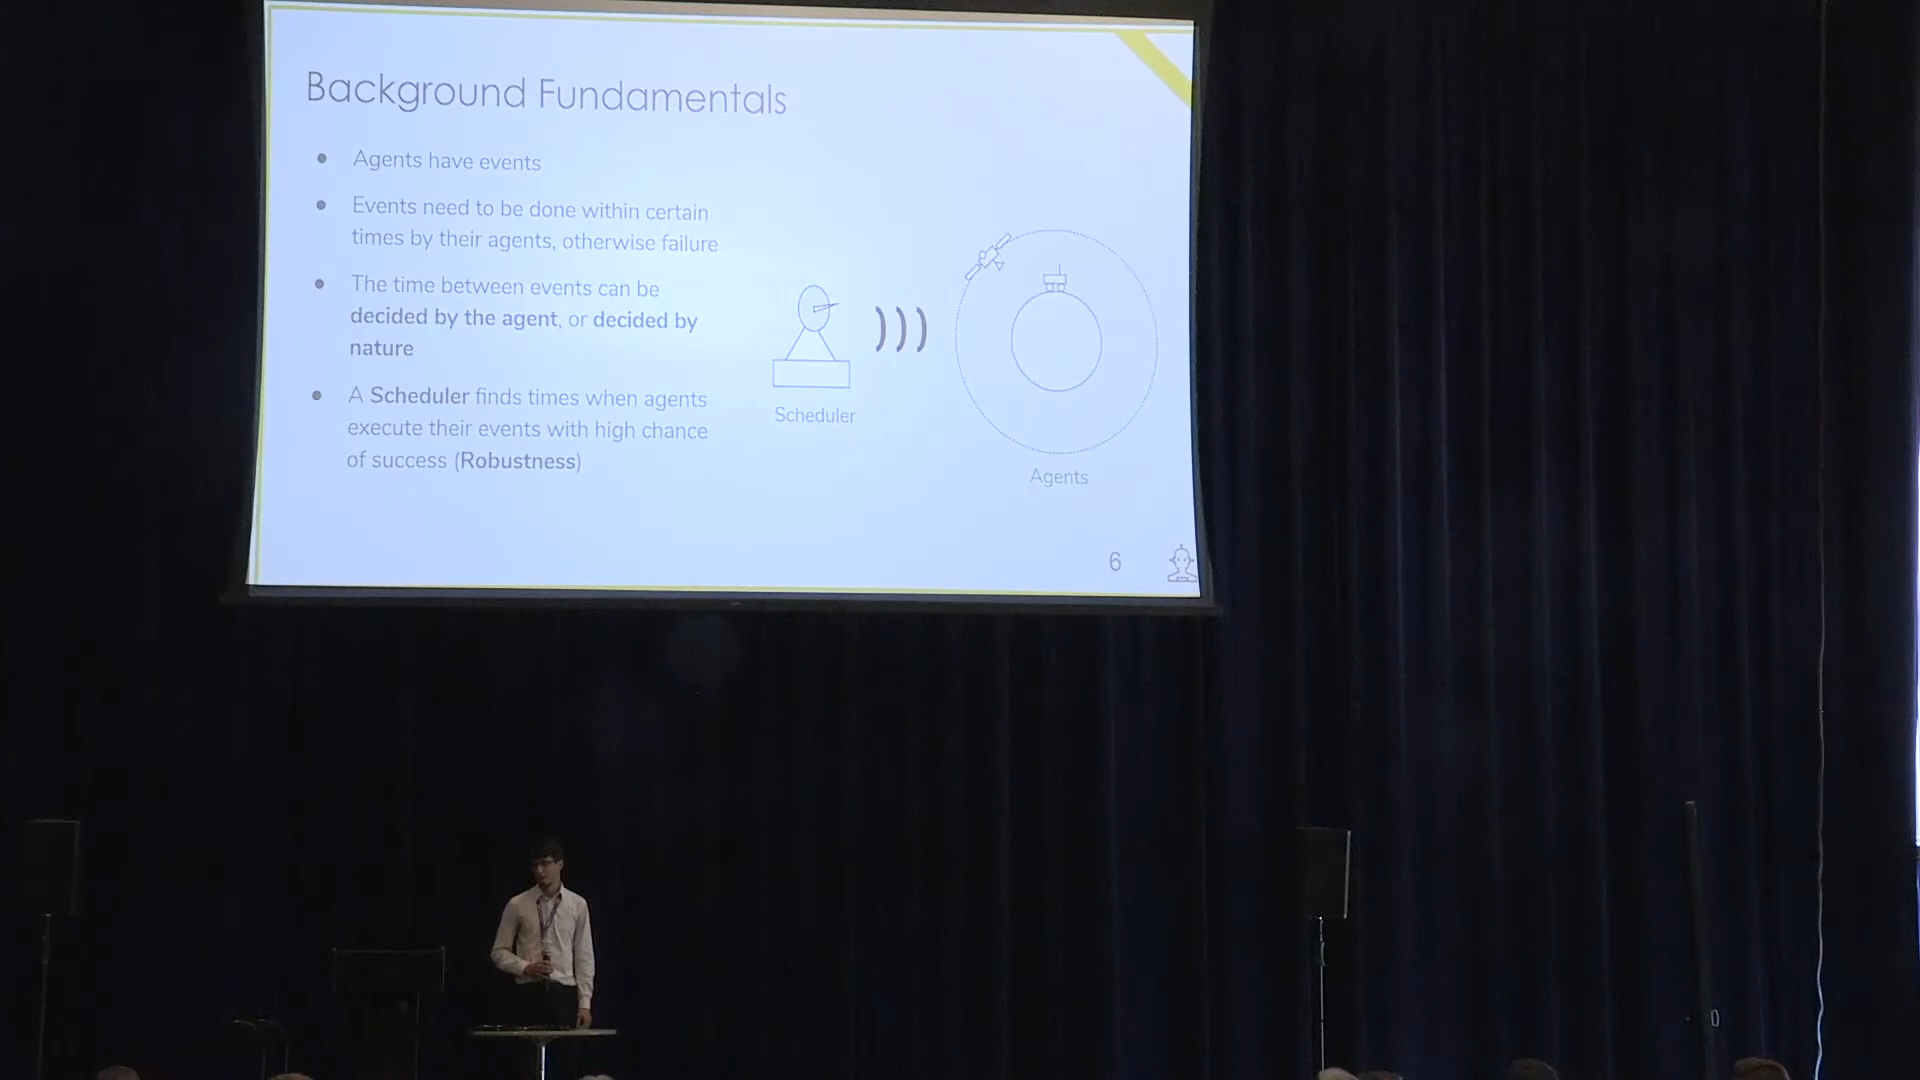 Background Fundamentals
● Agents have events
● Events need to be done within certain
times by their agents, otherwise failure
● The time between events can be
decided by the agent, or decided by
nature
● A Scheduler finds times when agents
execute their events with high chance
of success (Robustness)
Scheduler
Agents
6